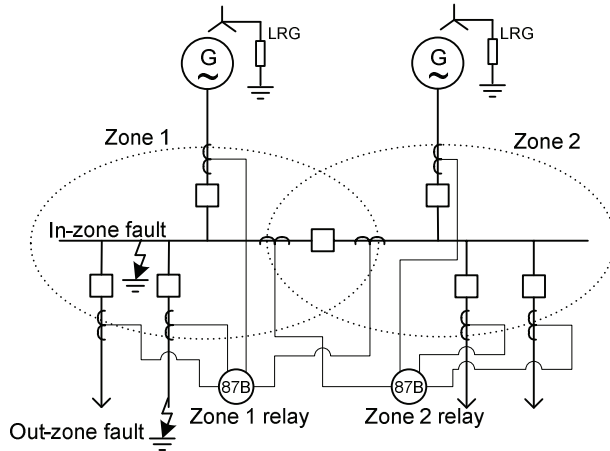 LRG
LRG
G
~
G
~
Zone 1
Zone 2
In-zone fault
87B
87B
Zone 1 relay
Zone 2 relay
Out-zone fault